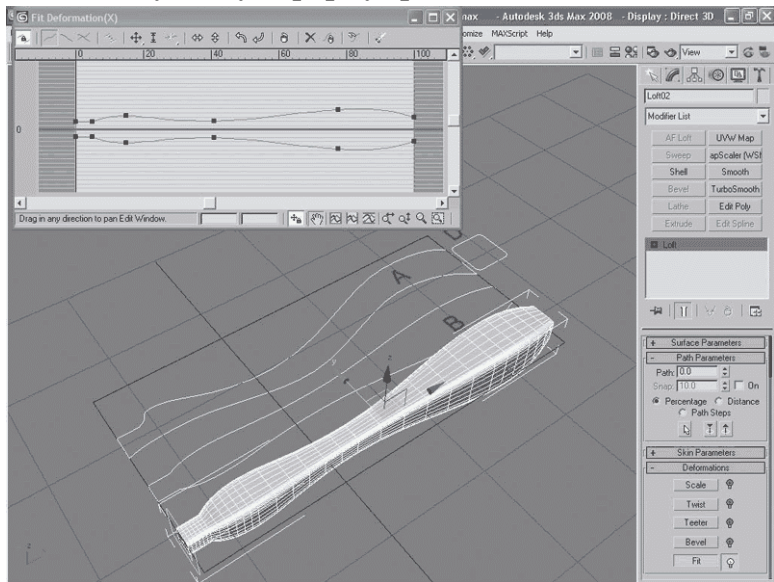 Fit Deformation(X)
max - Autodesk 3ds Max 2008 - Display : Direct 3D
omize MAXScript Help
View
0 20 40 60 80 100
0
Drag in any direction to pan Edit Window.
A
B
z
z
Loft02
Modifier List
AF Loft UVW Map
Sweep apScaler (WSM
Shell Smooth
Bevel TurboSmooth
Lathe Edit Poly
Extrude Edit Spline
Loft
+ Surface Parameters
- Path Parameters
Path: 0.0
Snap: 10.0 On
Percentage Distance
Path Steps
+ Skin Parameters
- Deformations
Scale
Twist
Teeter
Bevel
Fit